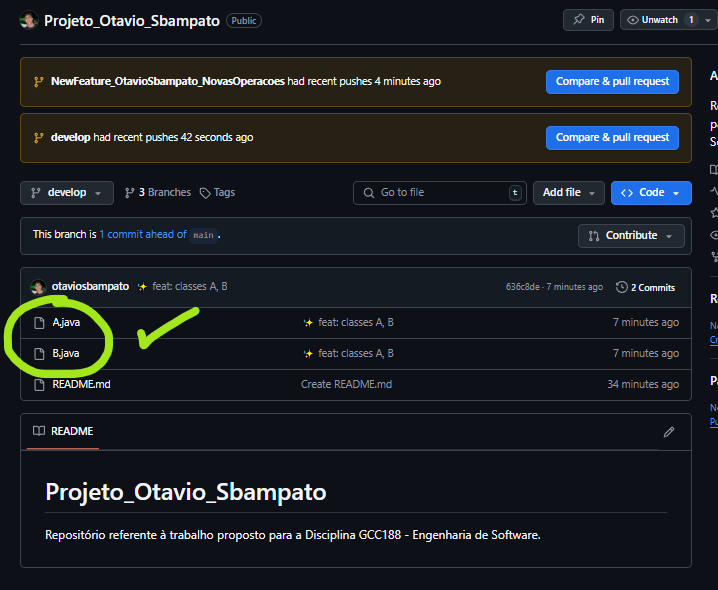 Projeto_Otavio_Sbampato Public Pin Unwatch 1
NewFeature_OtavioSbampato_NovasOperacoes had recent pushes 4 minutes ago Compare & pull request
develop had recent pushes 42 seconds ago Compare & pull request
develop 3 Branches Tags Go to file t Add file Code
This branch is 1 commit ahead of main . Contribute
otaviosbampato ✨ feat: classes A, B 636c8de · 7 minutes ago 2 Commits
A.java ✨ feat: classes A, B 7 minutes ago
B.java ✨ feat: classes A, B 7 minutes ago
README.md Create README.md 34 minutes ago
README
Projeto_Otavio_Sbampato
Repositório referente à trabalho proposto para a Disciplina GCC188 - Engenharia de Software.